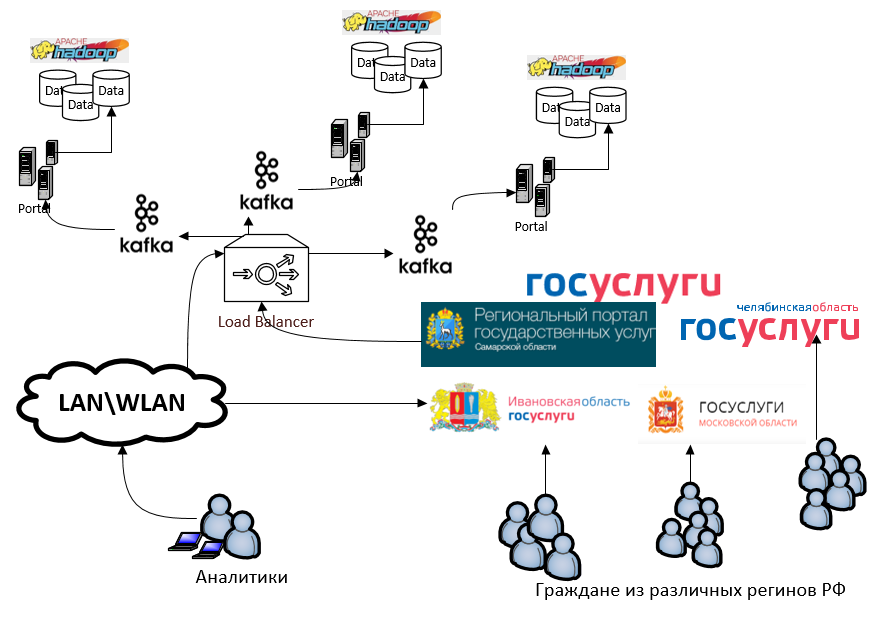 APACHE
hadoop
Data
Data
Data
Portal
APACHE
hadoop
Data
Data
Data
Portal
APACHE
hadoop
Data
Data
Data
Portal
kafka
kafka
kafka
Load Balancer
LAN\WLAN
госуслуги
Региональный портал
государственных услуг
Самарской области
челябинскаяобласть
госуслуги
Ивановскаяобласть
госуслуги
ГОСУСЛУГИ
МОСКОВСКОЙ ОБЛАСТИ
Аналитики
Граждане из различных регинов РФ